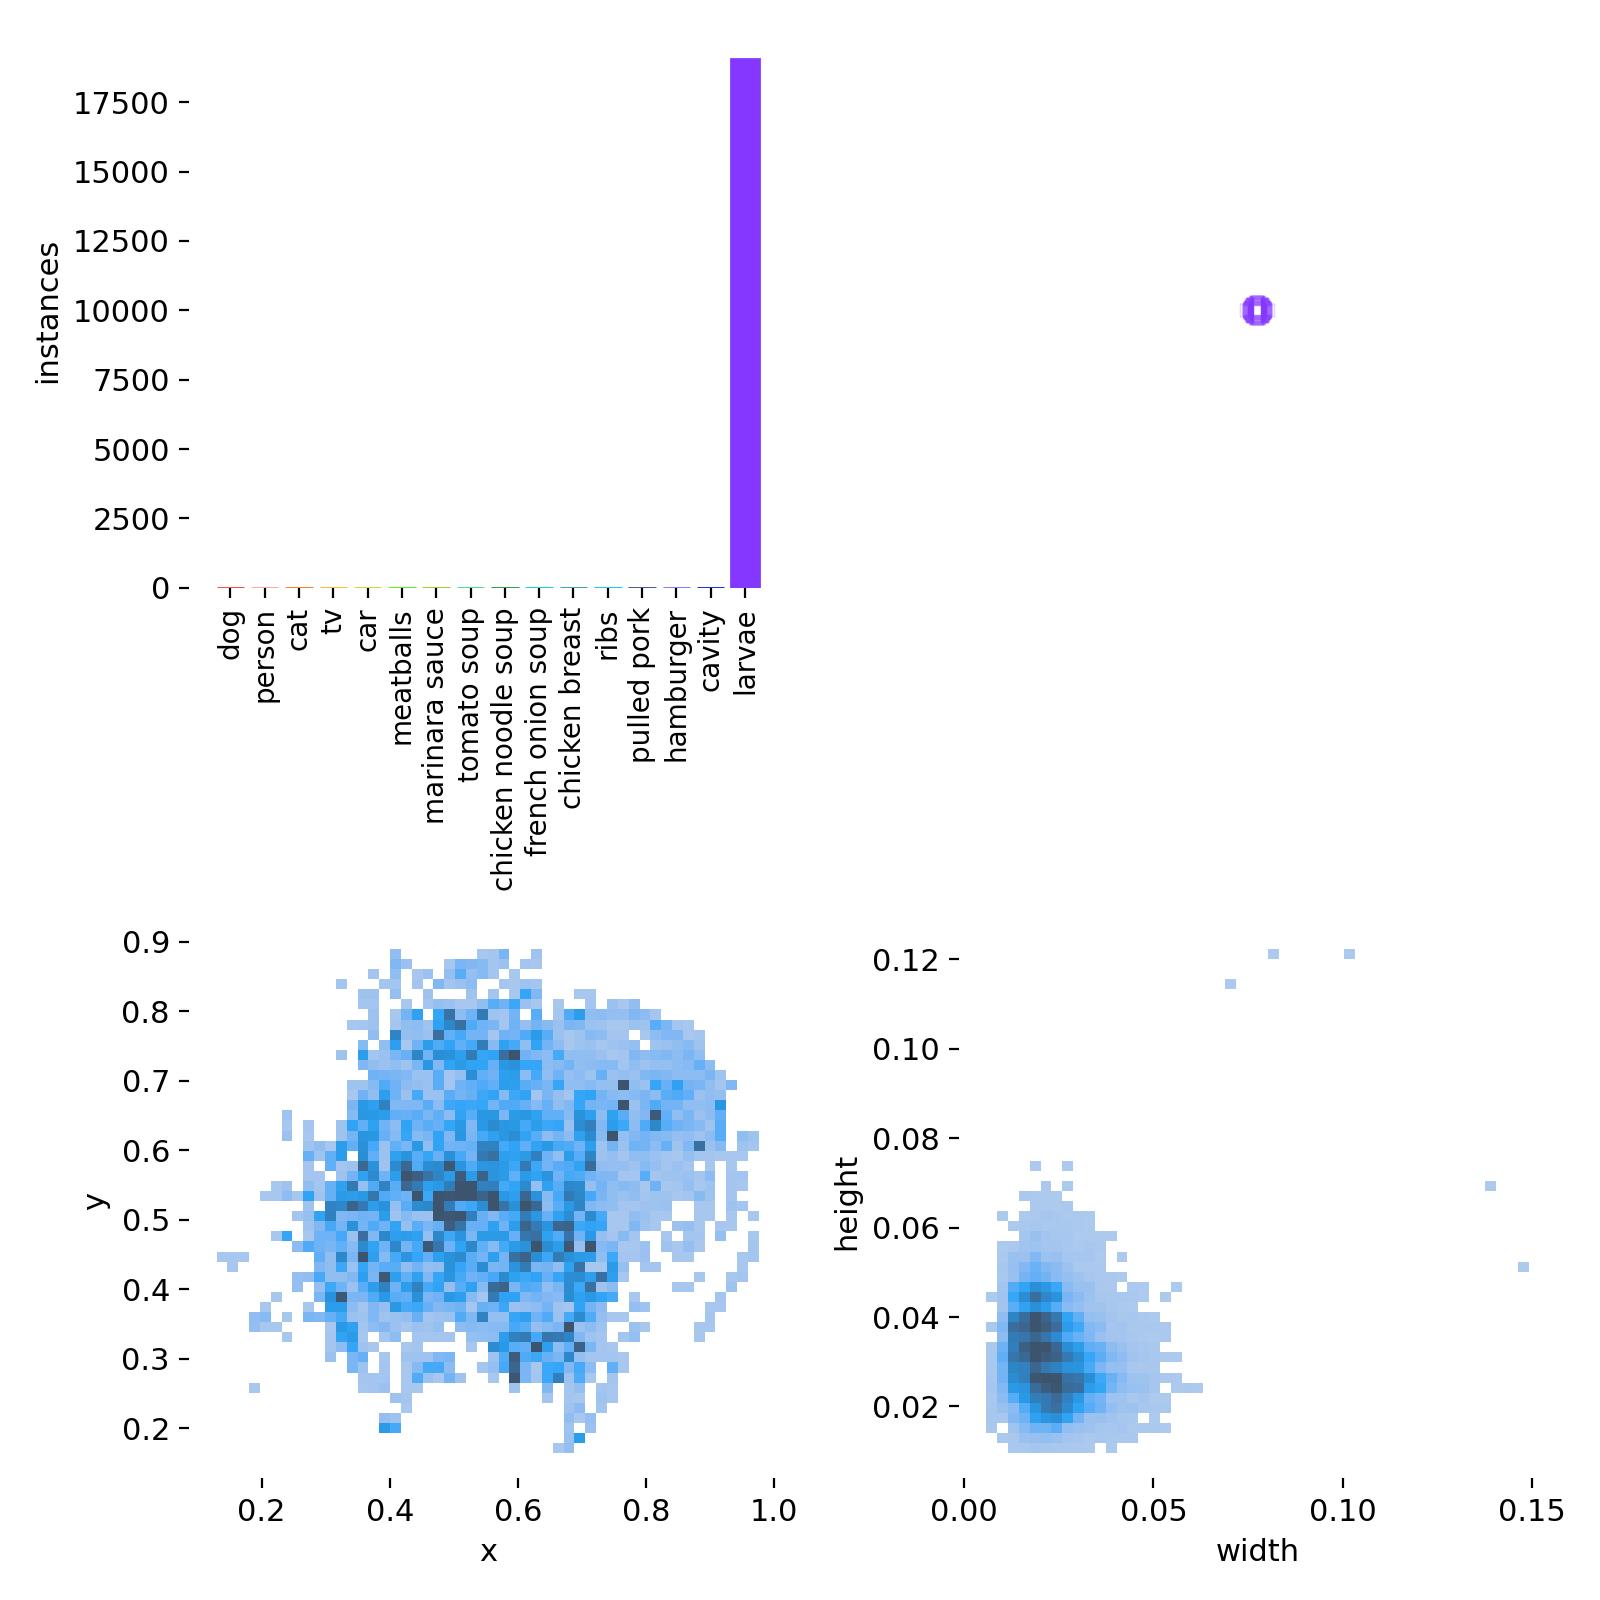 instances
17500
15000
12500
10000
7500
5000
2500
0
dog
person
cat
tv
car
meatballs
marinara sauce
tomato soup
chicken noodle soup
french onion soup
chicken breast
ribs
pulled pork
hamburger
cavity
larvae
y
0.9
0.8
0.7
0.6
0.5
0.4
0.3
0.2
0.2 0.4 0.6 0.8 1.0
x
height
0.12
0.10
0.08
0.06
0.04
0.02
0.00 0.05 0.10 0.15
width